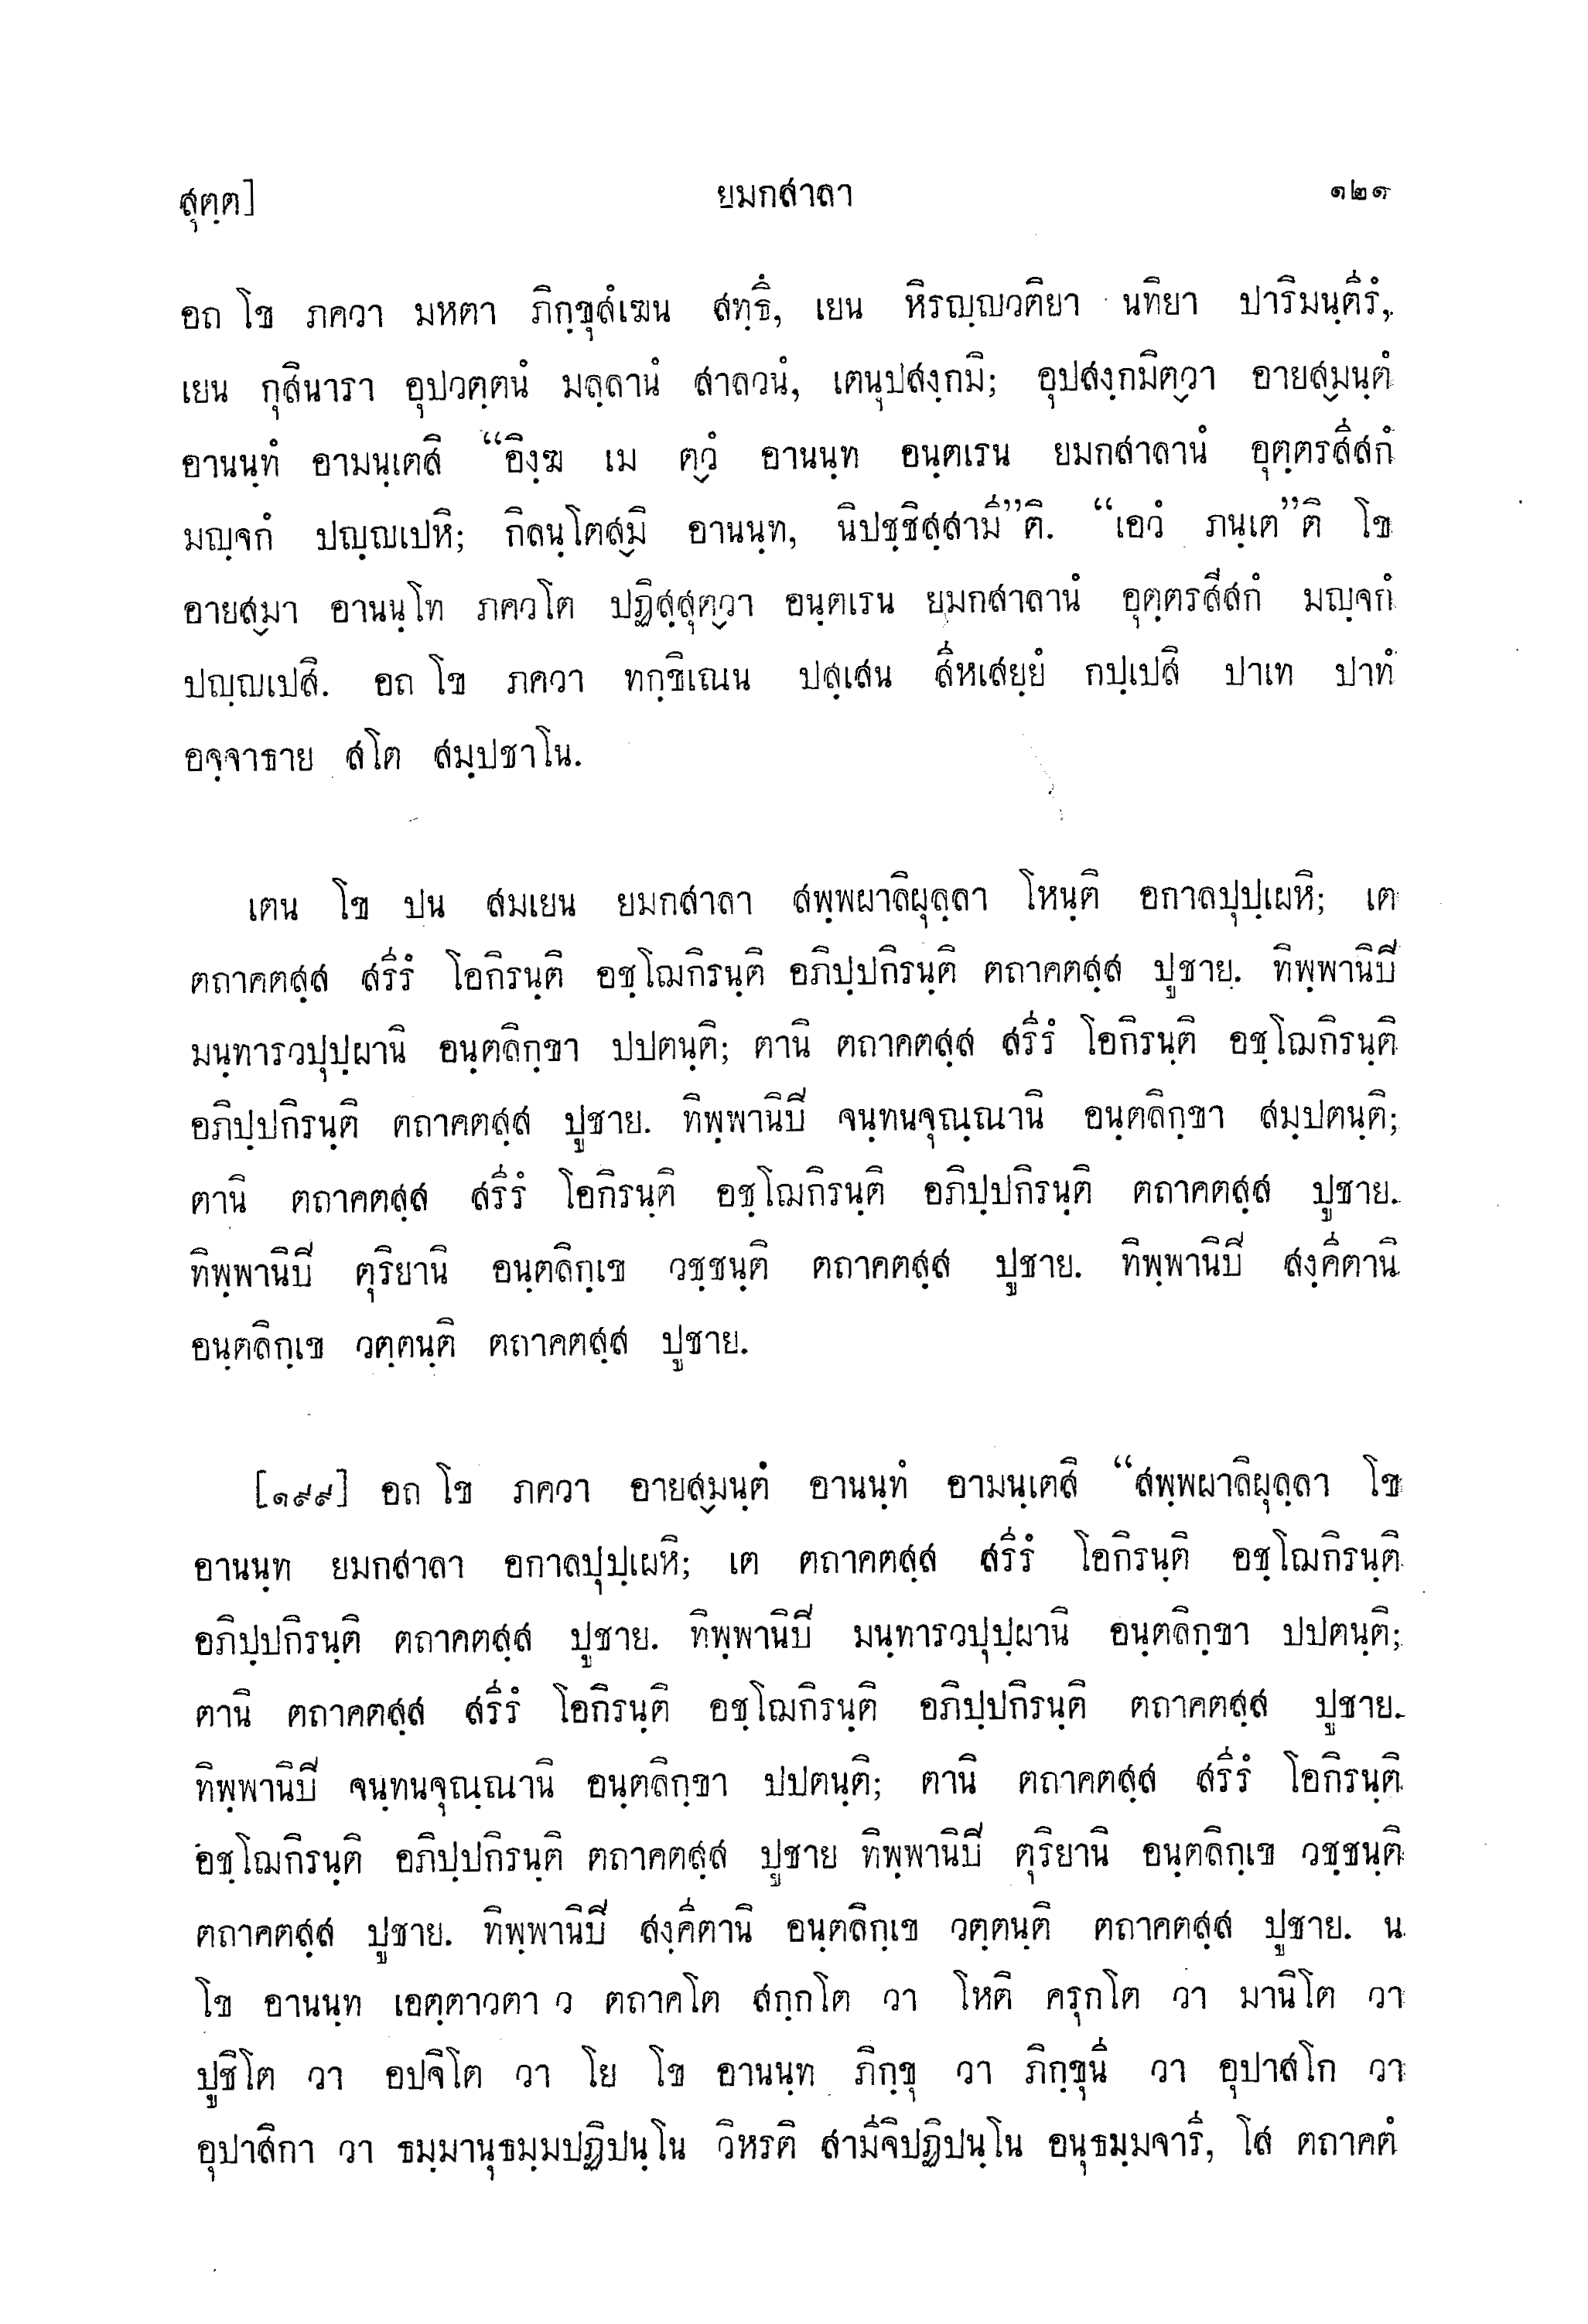 สุตฺต] ยมกสาลา ๑๒๑
อถ โข ภควา มหตา ภิกฺขุสํเฆน สทฺธึ, เยน หิรญฺญวติยา นทิยา ปาริมนฺตีรํ,
เยน กุสินารา อุปวตฺตนํ มลฺลานํ สาลวนํ, เตนุปสงฺกมิ; อุปสงฺกมิตฺวา อายสฺมนฺตํ
อานนฺทํ อามนฺเตสิ “อิงฺฆ เม ตฺวํ อานนฺท อนฺตเรน ยมกสาลานํ อุตฺตรสีสกํ
มญฺจกํ ปญฺญเปหิ; กิลนฺโตสฺมิ อานนฺท, นิปชฺชิสฺสามี”ติ. “เอวํ ภนฺเต”ติ โข
อายสฺมา อานนฺโท ภควโต ปฏิสฺสุตฺวา อนฺตเรน ยมกสาลานํ อุตฺตรสีสกํ มญฺจกํ
ปญฺญเปสิ. อถ โข ภควา ทกฺขิเณน ปสฺเสน สีหเสยฺยํ กปฺเปสิ ปาเท ปาทํ
อจฺจาธาย สโต สมฺปชาโน.
เตน โข ปน สมเยน ยมกสาลา สพฺพผาลิผุลฺลา โหนฺติ อกาลปุปฺเผหิ; เต
ตถาคตสฺส สรีรํ โอกิรนฺติ อชฺโฌกิรนฺติ อภิปฺปกิรนฺติ ตถาคตสฺส ปูชาย. ทิพฺพานิปิ
มนฺทารวปุปฺผานิ อนฺตลิกฺขา ปปตนฺติ; ตานิ ตถาคตสฺส สรีรํ โอกิรนฺติ อชฺโฌกิรนฺติ
อภิปฺปกิรนฺติ ตถาคตสฺส ปูชาย. ทิพฺพานิปิ จนฺทนจุณฺณานิ อนฺตลิกฺขา สมฺปตนฺติ;
ตานิ ตถาคตสฺส สรีรํ โอกิรนฺติ อชฺโฌกิรนฺติ อภิปฺปกิรนฺติ ตถาคตสฺส ปูชาย.
ทิพฺพานิปิ ตุริยานิ อนฺตลิกฺเข วชฺชนฺติ ตถาคตสฺส ปูชาย. ทิพฺพานิปิ สงฺคีตานิ
อนฺตลิกฺเข วตฺตนฺติ ตถาคตสฺส ปูชาย.
[๑๙๙] อถ โข ภควา อายสฺมนฺตํ อานนฺทํ อามนฺเตสิ “สพฺพผาลิผุลฺลา โข
อานนฺท ยมกสาลา อกาลปุปฺเผหิ; เต ตถาคตสฺส สรีรํ โอกิรนฺติ อชฺโฌกิรนฺติ
อภิปฺปกิรนฺติ ตถาคตสฺส ปูชาย. ทิพฺพานิปิ มนฺทารวปุปฺผานิ อนฺตลิกฺขา ปปตนฺติ;
ตานิ ตถาคตสฺส สรีรํ โอกิรนฺติ อชฺโฌกิรนฺติ อภิปฺปกิรนฺติ ตถาคตสฺส ปูชาย.
ทิพฺพานิปิ จนฺทนจุณฺณานิ อนฺตลิกฺขา ปปตนฺติ; ตานิ ตถาคตสฺส สรีรํ โอกิรนฺติ
อชฺโฌกิรนฺติ อภิปฺปกิรนฺติ ตถาคตสฺส ปูชาย ทิพฺพานิปิ ตุริยานิ อนฺตลิกฺเข วชฺชนฺติ
ตถาคตสฺส ปูชาย. ทิพฺพานิปิ สงฺคีตานิ อนฺตลิกฺเข วตฺตนฺติ ตถาคตสฺส ปูชาย. น
โข อานนฺท เอตฺตาวตา ว ตถาคโต สกฺกโต วา โหติ ครุกโต วา มานิโต วา
ปูชิโต วา อปจิโต วา โย โข อานนฺท ภิกฺขุ วา ภิกฺขุนี วา อุปาสโก วา
อุปาสิกา วา ธมฺมานุธมฺมปฏิปนฺโน วิหรติ สามีจิปฏิปนฺโน อนุธมฺมจารี, โส ตถาคตํ